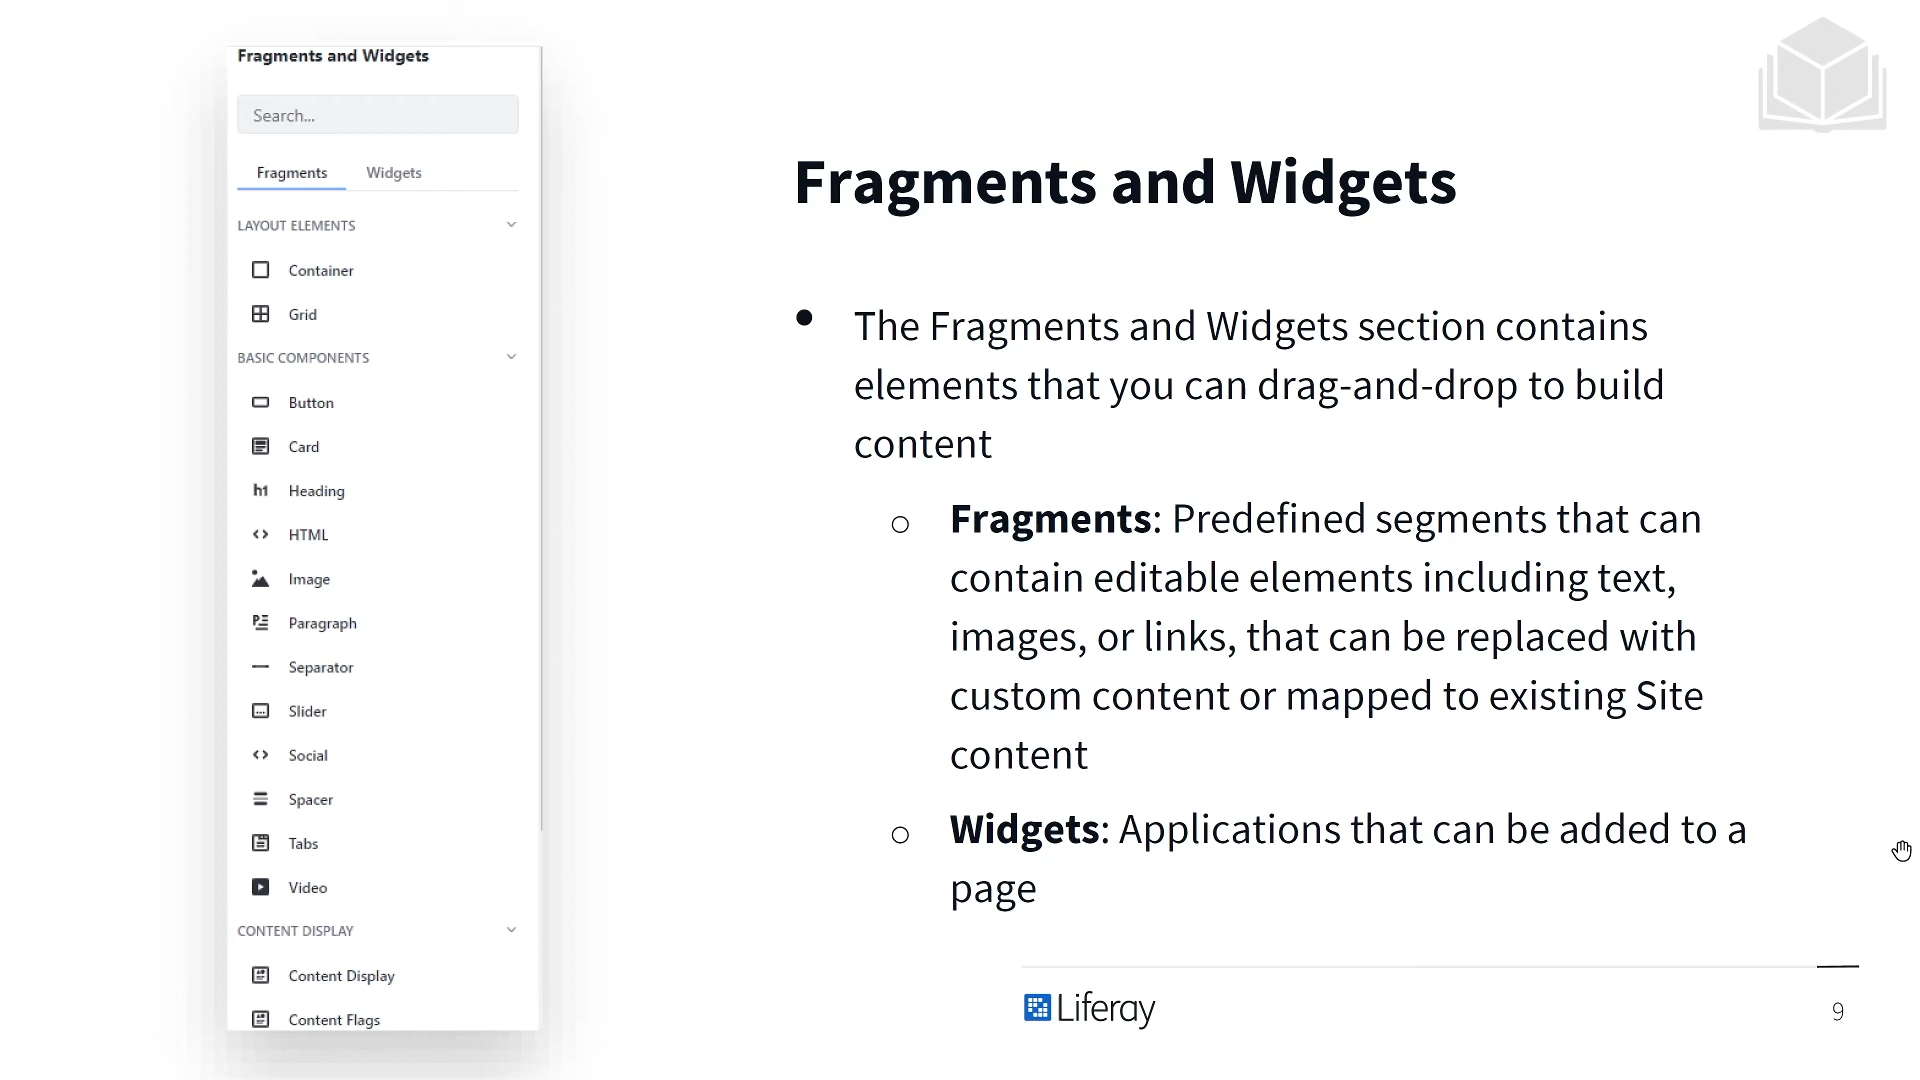 Fragments and Widgets
Search...
Fragments Widgets
LAYOUT ELEMENTS
Container
Grid
BASIC COMPONENTS
Button
Card
h1 Heading
HTML
Image
Paragraph
Separator
Slider
Social
Spacer
Tabs
Video
CONTENT DISPLAY
Content Display
Content Flags
Fragments and Widgets
• The Fragments and Widgets section contains
elements that you can drag-and-drop to build
content
○ Fragments: Predefined segments that can
contain editable elements including text,
images, or links, that can be replaced with
custom content or mapped to existing Site
content
○ Widgets: Applications that can be added to a
page
Liferay
9